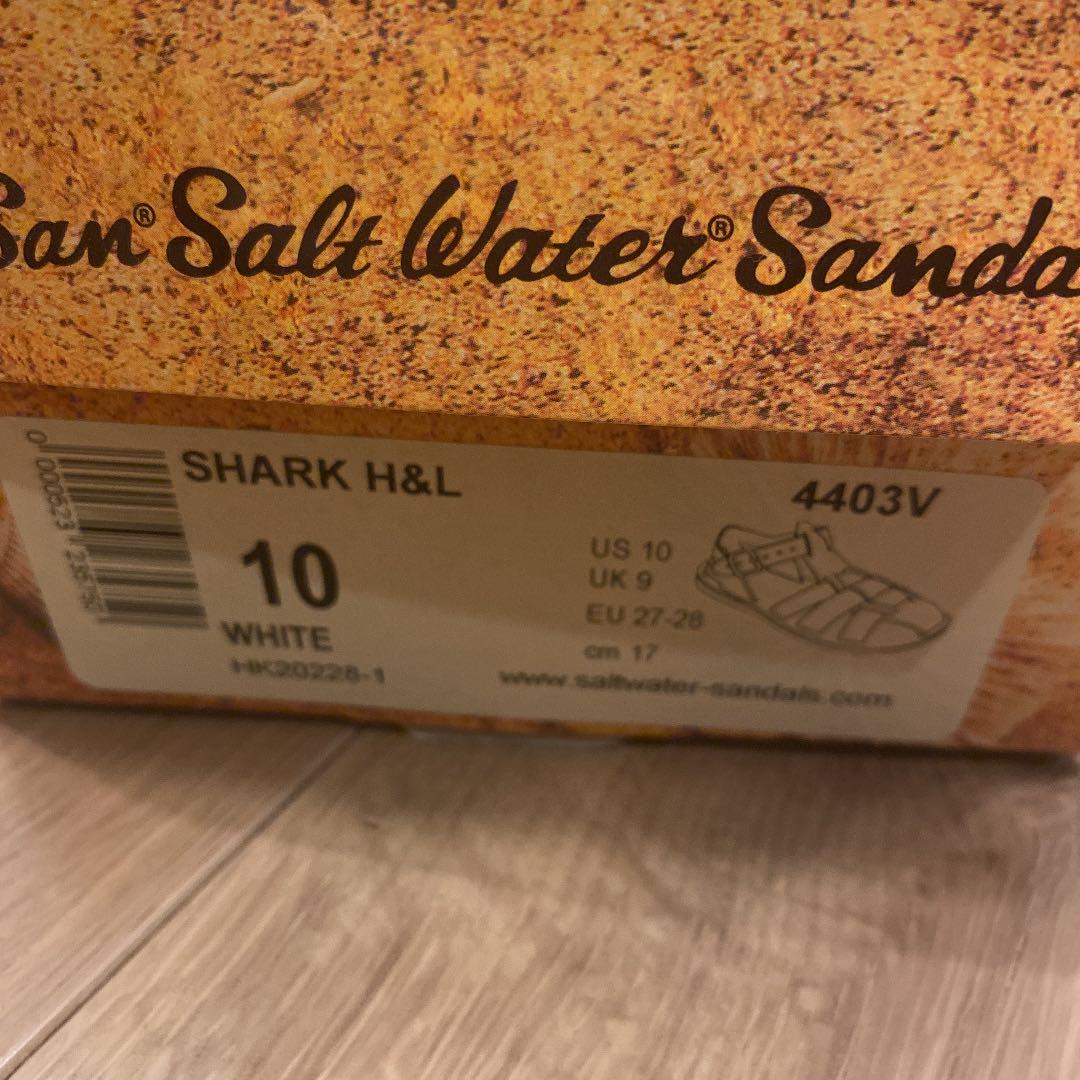 San® Salt Water® Sanda
SHARK H&L
4403V
10
US 10
UK 9
EU 27-28
cm 17
WHITE
HK20228-1
www.saltwater-sandals.com